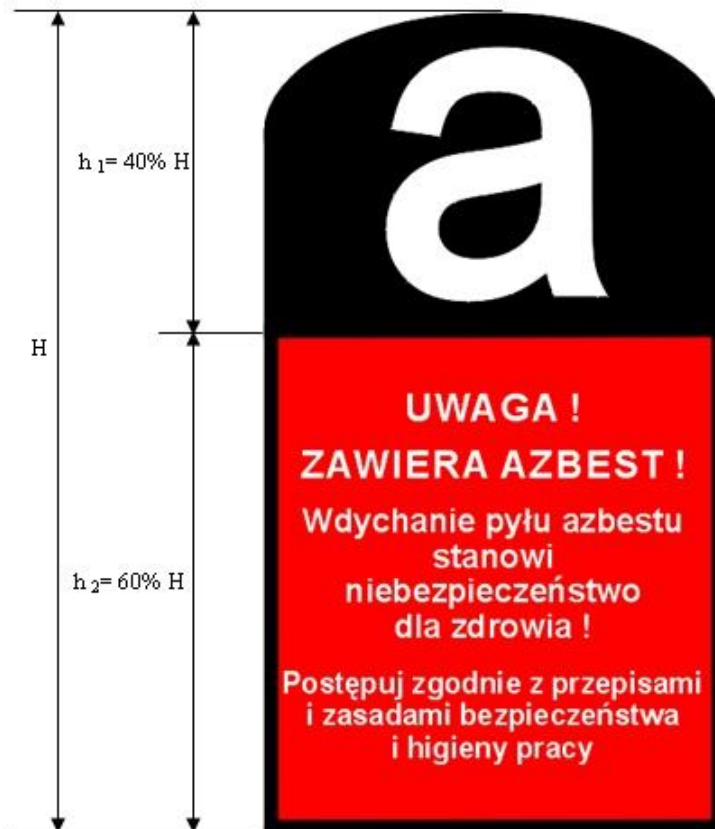 a
h 1= 40% H
H
h 2= 60% H
UWAGA !
ZAWIERA AZBEST !
Wdychanie pyłu azbestu
stanowi
niebezpieczeństwo
dla zdrowia !
Postępuj zgodnie z przepisami
i zasadami bezpieczeństwa
i higieny pracy